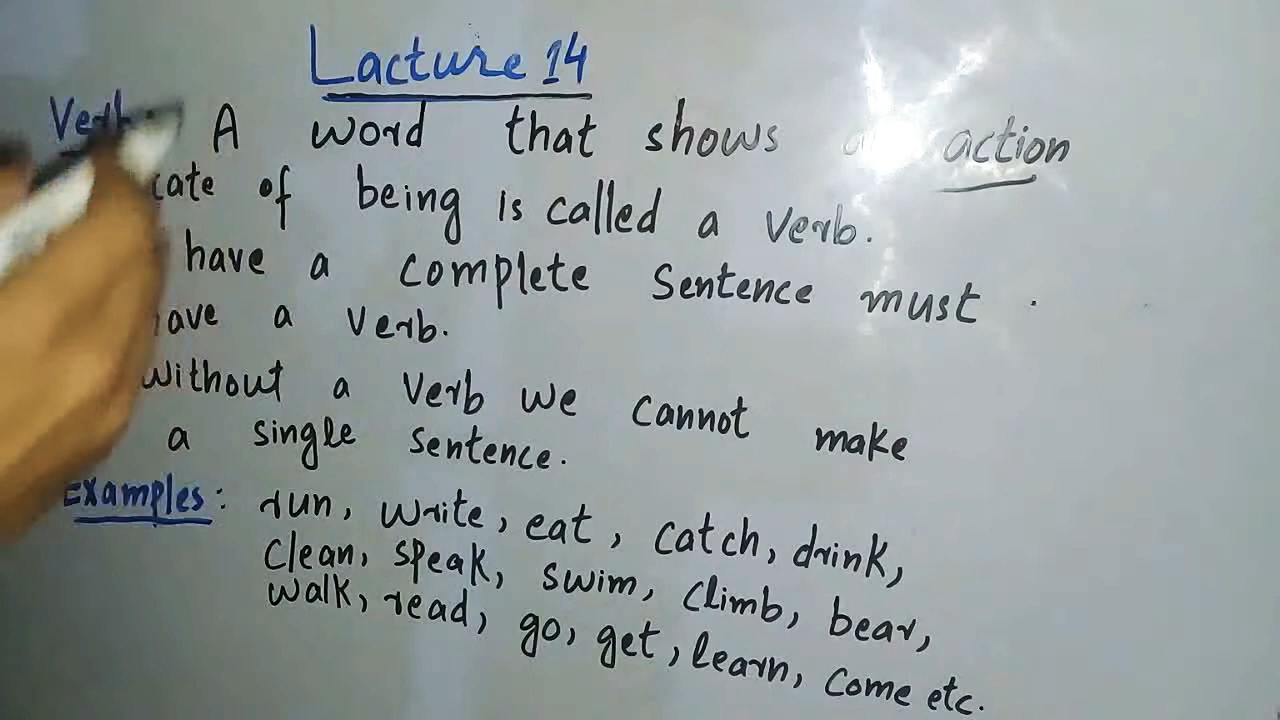 Lacture 14
Verb: A word that shows action
of being is called a verb.
have a complete sentence must
a verb.
without a verb we cannot make
a single sentence.
Examples: run, write, eat, catch, drink,
clean, speak, swim, climb, bear,
walk, read, go, get, learn, come etc.